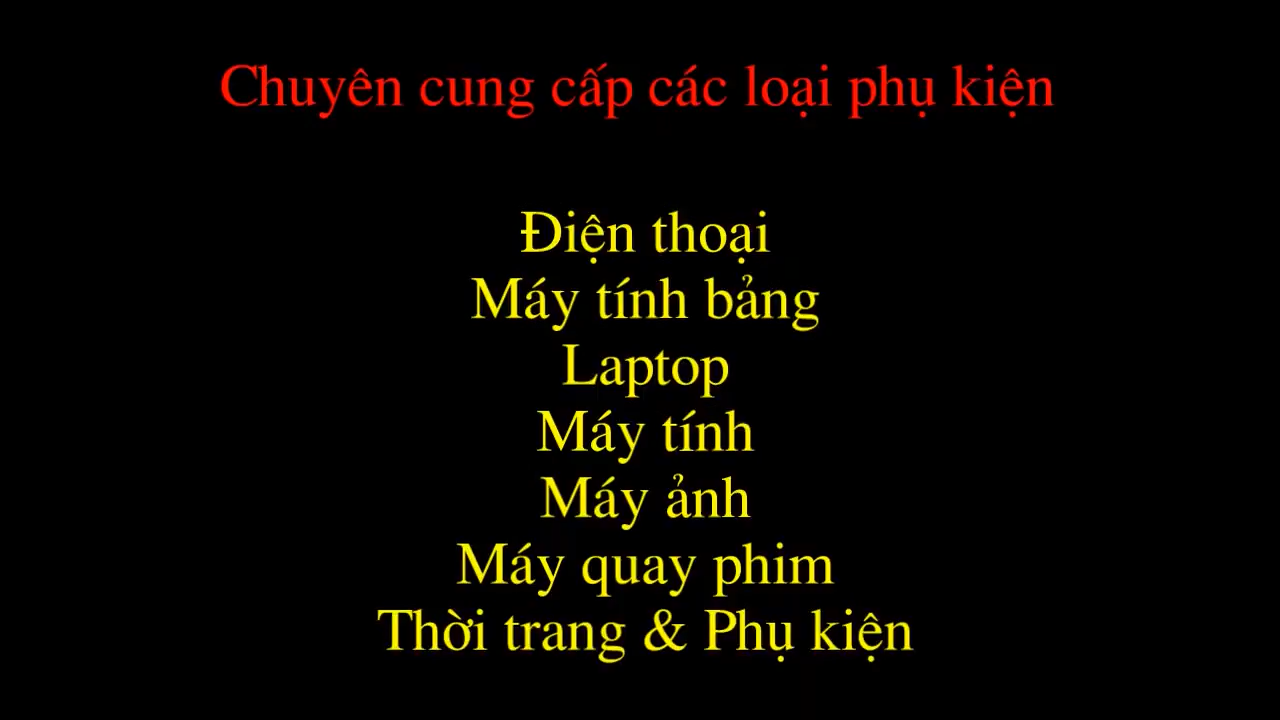 Chuyên cung cấp các loại phụ kiện
Điện thoại
Máy tính bảng
Laptop
Máy tính
Máy ảnh
Máy quay phim
Thời trang & Phụ kiện